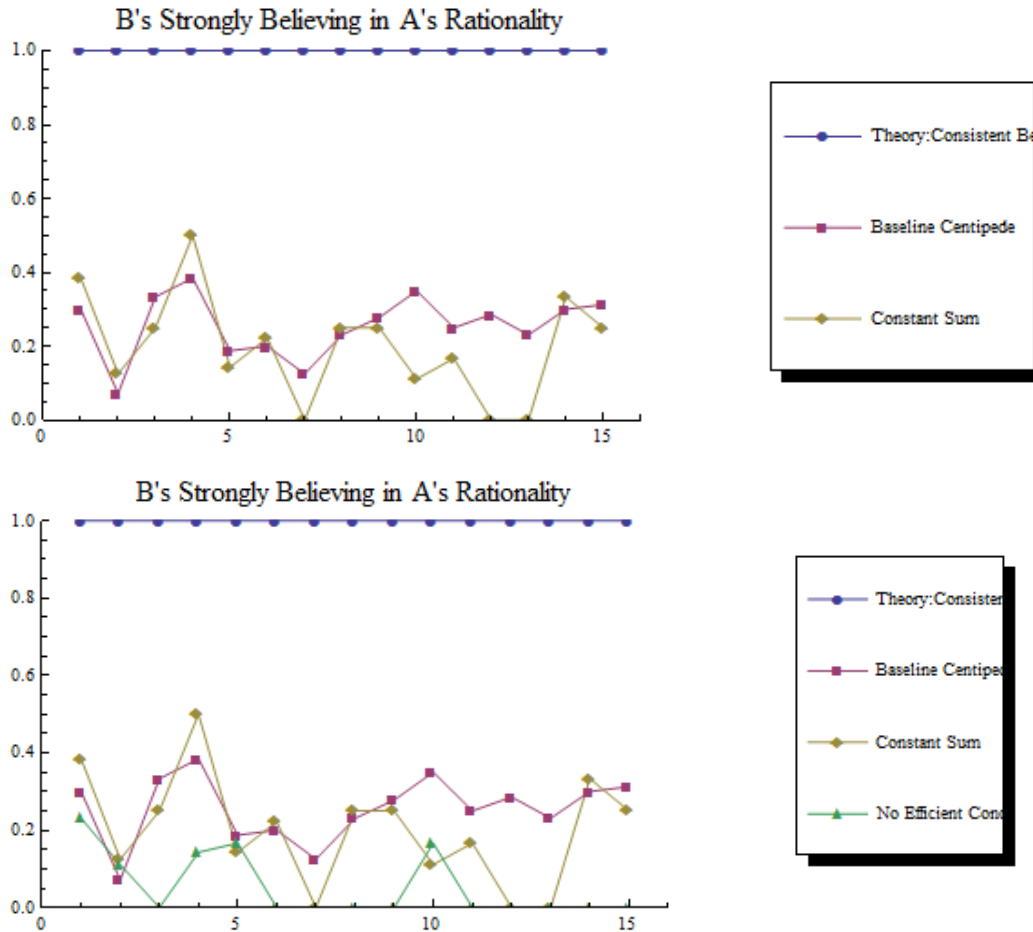 B's Strongly Believing in A's Rationality
1.0
0.8
0.6
0.4
0.2
0.0
0 5 10 15
Theory:Consistent Be
Baseline Centipede
Constant Sum
B's Strongly Believing in A's Rationality
1.0
0.8
0.6
0.4
0.2
0.0
0 5 10 15
Theory:Consisten
Baseline Centiped
Constant Sum
No Efficient Conc